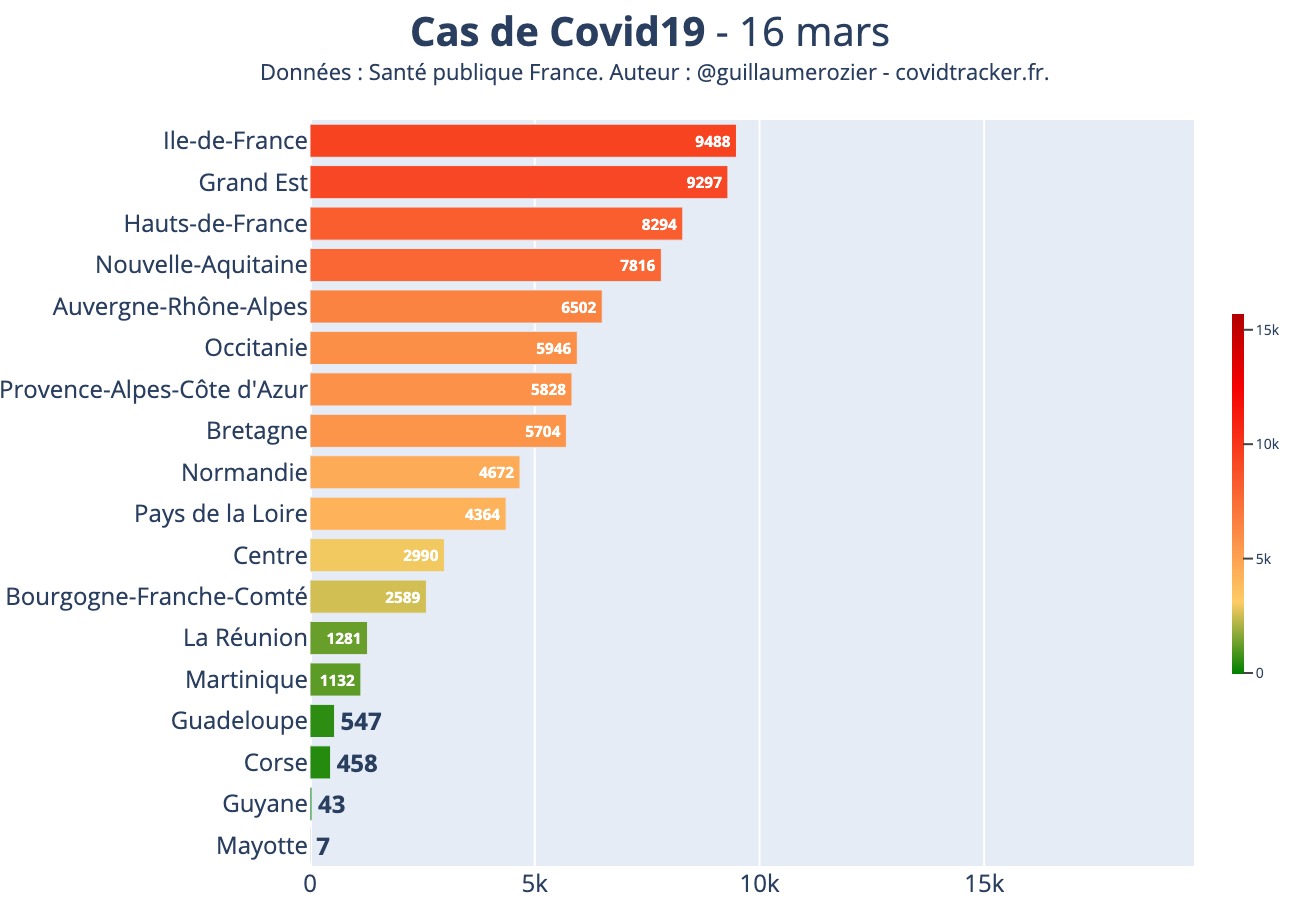 Cas de Covid19 - 16 mars
Données : Santé publique France. Auteur : @guillaumerozier - covidtracker.fr.
Ile-de-France 9488
Grand Est 9297
Hauts-de-France 8294
Nouvelle-Aquitaine 7816
Auvergne-Rhône-Alpes 6502
Occitanie 5946
Provence-Alpes-Côte d'Azur 5828
Bretagne 5704
Normandie 4672
Pays de la Loire 4364
Centre 2990
Bourgogne-Franche-Comté 2589
La Réunion 1281
Martinique 1132
Guadeloupe 547
Corse 458
Guyane 43
Mayotte 7
0 5k 10k 15k
15k
10k
5k
0